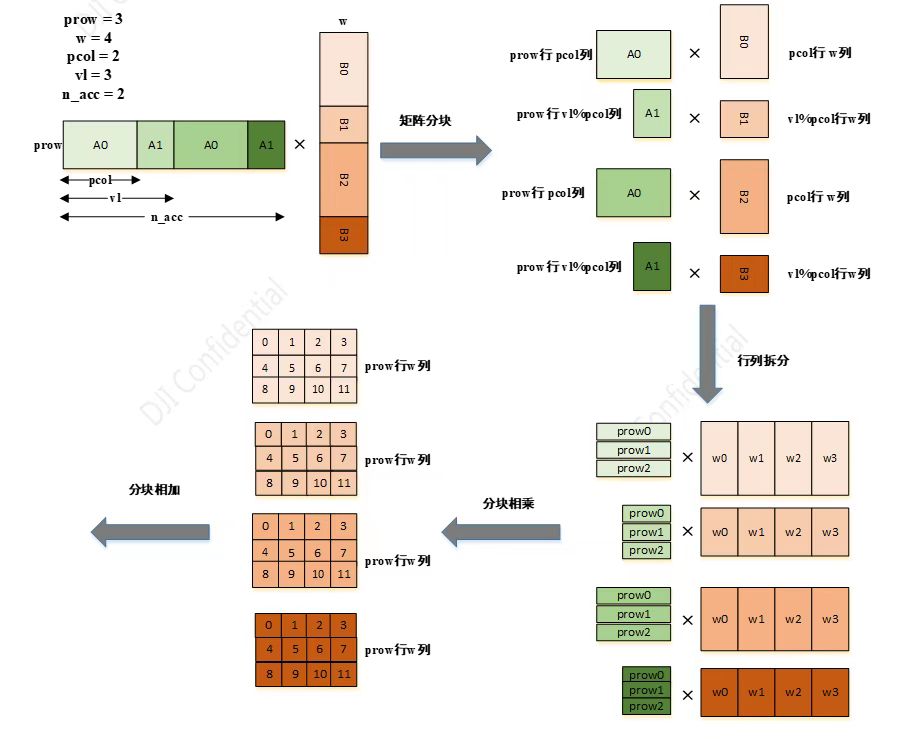 prow = 3
w = 4
pcol = 2
vl = 3
n_acc = 2
w
prow
A0
A1
A0
A1
×
B0
B1
B2
B3
pcol
vl
n_acc
矩阵分块
prow行 pcol列
A0
×
B0
pcol行 w列
prow行 vl%pcol列
A1
×
B1
vl%pcol行w列
prow行 pcol列
A0
×
B2
pcol行 w列
prow行 vl%pcol列
A1
×
B3
vl%pcol行w列
行列拆分
prow0
prow1
prow2
×
w0 w1 w2 w3
prow0
prow1
prow2
×
w0 w1 w2 w3
prow0
prow1
prow2
×
w0 w1 w2 w3
prow0
prow1
prow2
×
w0 w1 w2 w3
分块相乘
0 1 2 3
4 5 6 7
8 9 10 11
prow行w列
0 1 2 3
4 5 6 7
8 9 10 11
prow行w列
0 1 2 3
4 5 6 7
8 9 10 11
prow行w列
0 1 2 3
4 5 6 7
8 9 10 11
prow行w列
分块相加
DJI Confidential
DJI Con
Confidential